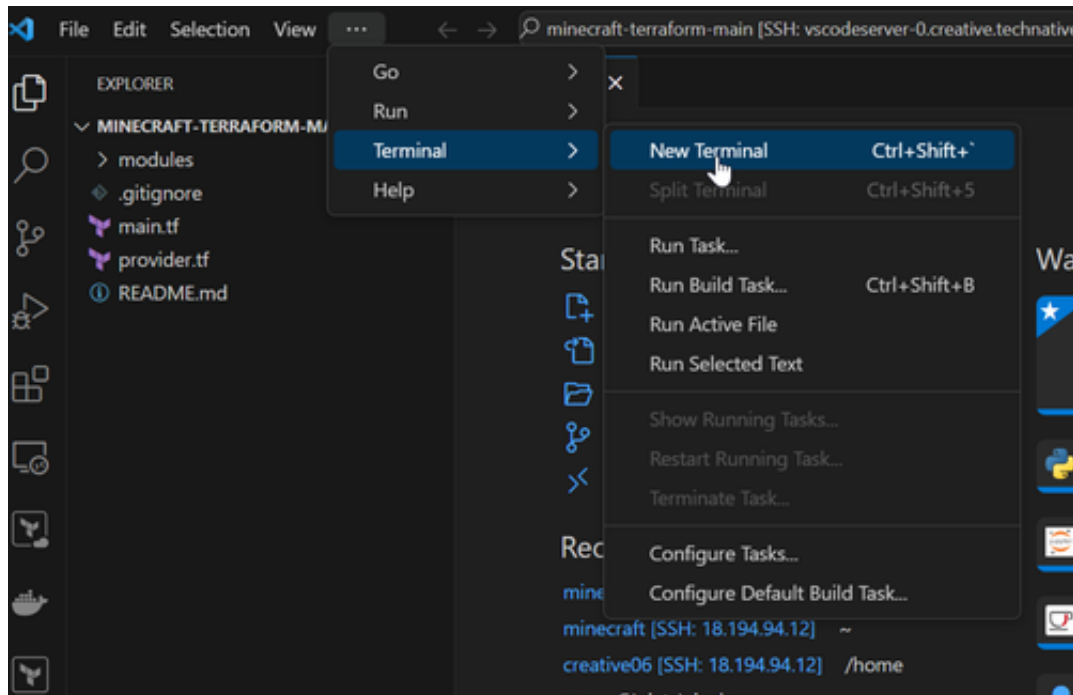 File Edit Selection View ... minecraft-terraform-main [SSH: vscodeserver-0.creative.technative
EXPLORER
MINECRAFT-TERRAFORM-MA
modules
.gitignore
main.tf
provider.tf
README.md
Go
Run
Terminal
Help
New Terminal Ctrl+Shift+`
Split Terminal Ctrl+Shift+5
Run Task...
Run Build Task... Ctrl+Shift+B
Run Active File
Run Selected Text
Show Running Tasks...
Restart Running Task...
Terminate Task...
Configure Tasks...
Configure Default Build Task...
Sta
Wa
Rec
mine
minecraft [SSH: 18.194.94.12] ~
creative06 [SSH: 18.194.94.12] /home